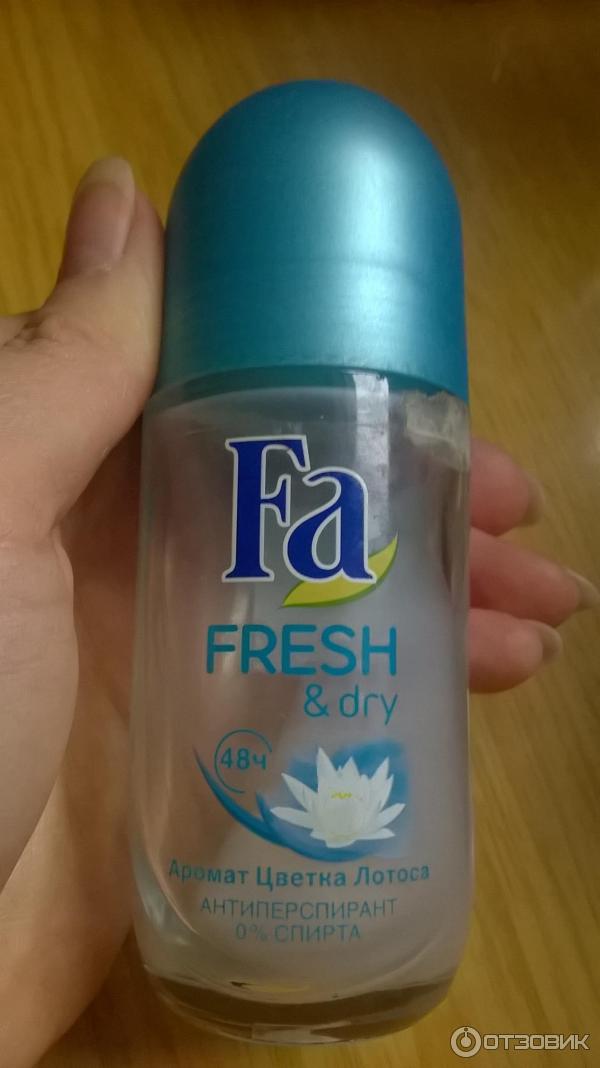 Fa
FRESH
& dry
48ч
Аромат Цветка Лотоса
АНТИПЕРСПИРАНТ
0% СПИРТА
ОТЗОВИК